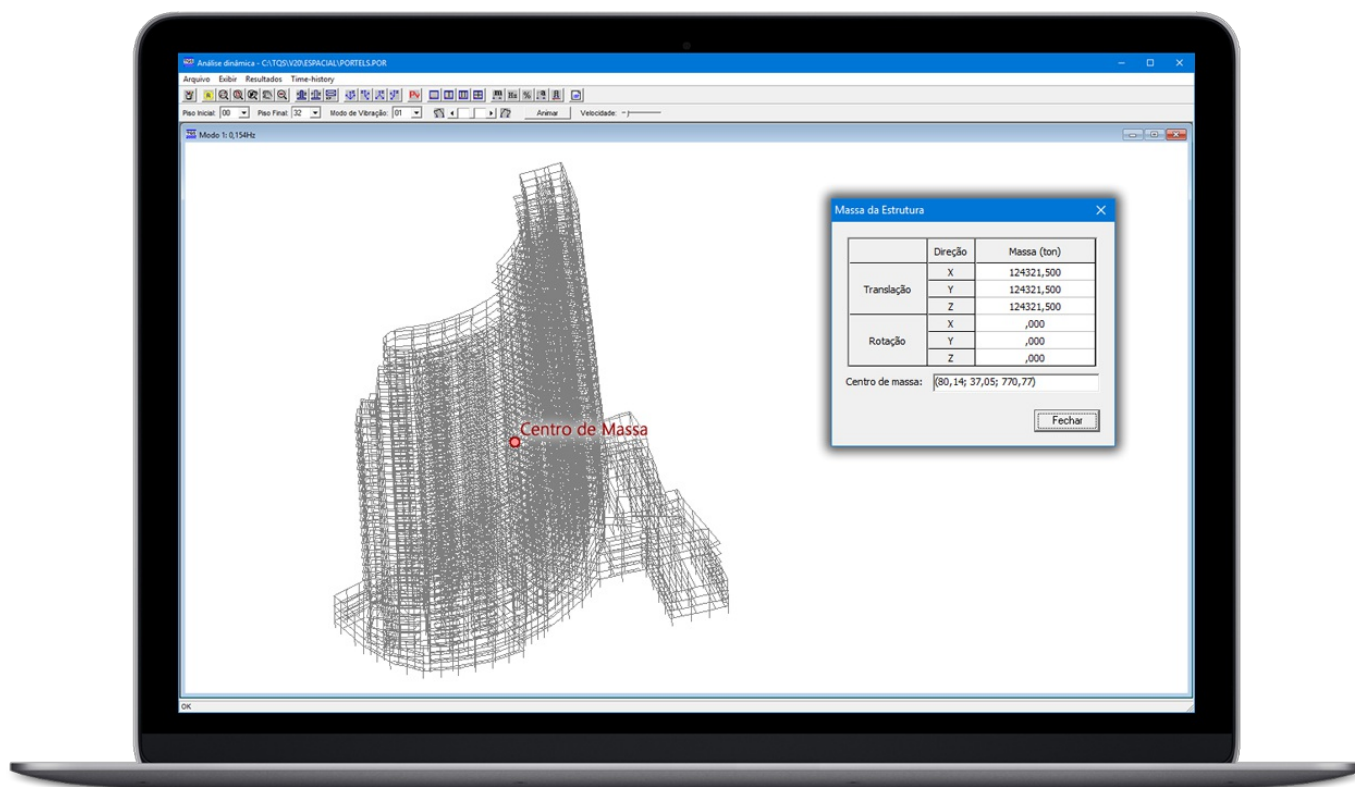 TQS Análise dinâmica - C:\TQS\V20\ESPACIAL\PORTELS.POR
Arquivo Exibir Resultados Time-history
Hz %
Piso Inicial: 00 Piso Final: 32 Modo de Vibração: 01 Animar Velocidade:
Modo 1: 0,154Hz
Massa da Estrutura
Direção Massa (ton)
Translação
X 124321,500
Y 124321,500
Z 124321,500
Rotação
X ,000
Y ,000
Z ,000
Centro de massa: (80,14; 37,05; 770,77)
Fechar
Centro de Massa
OK